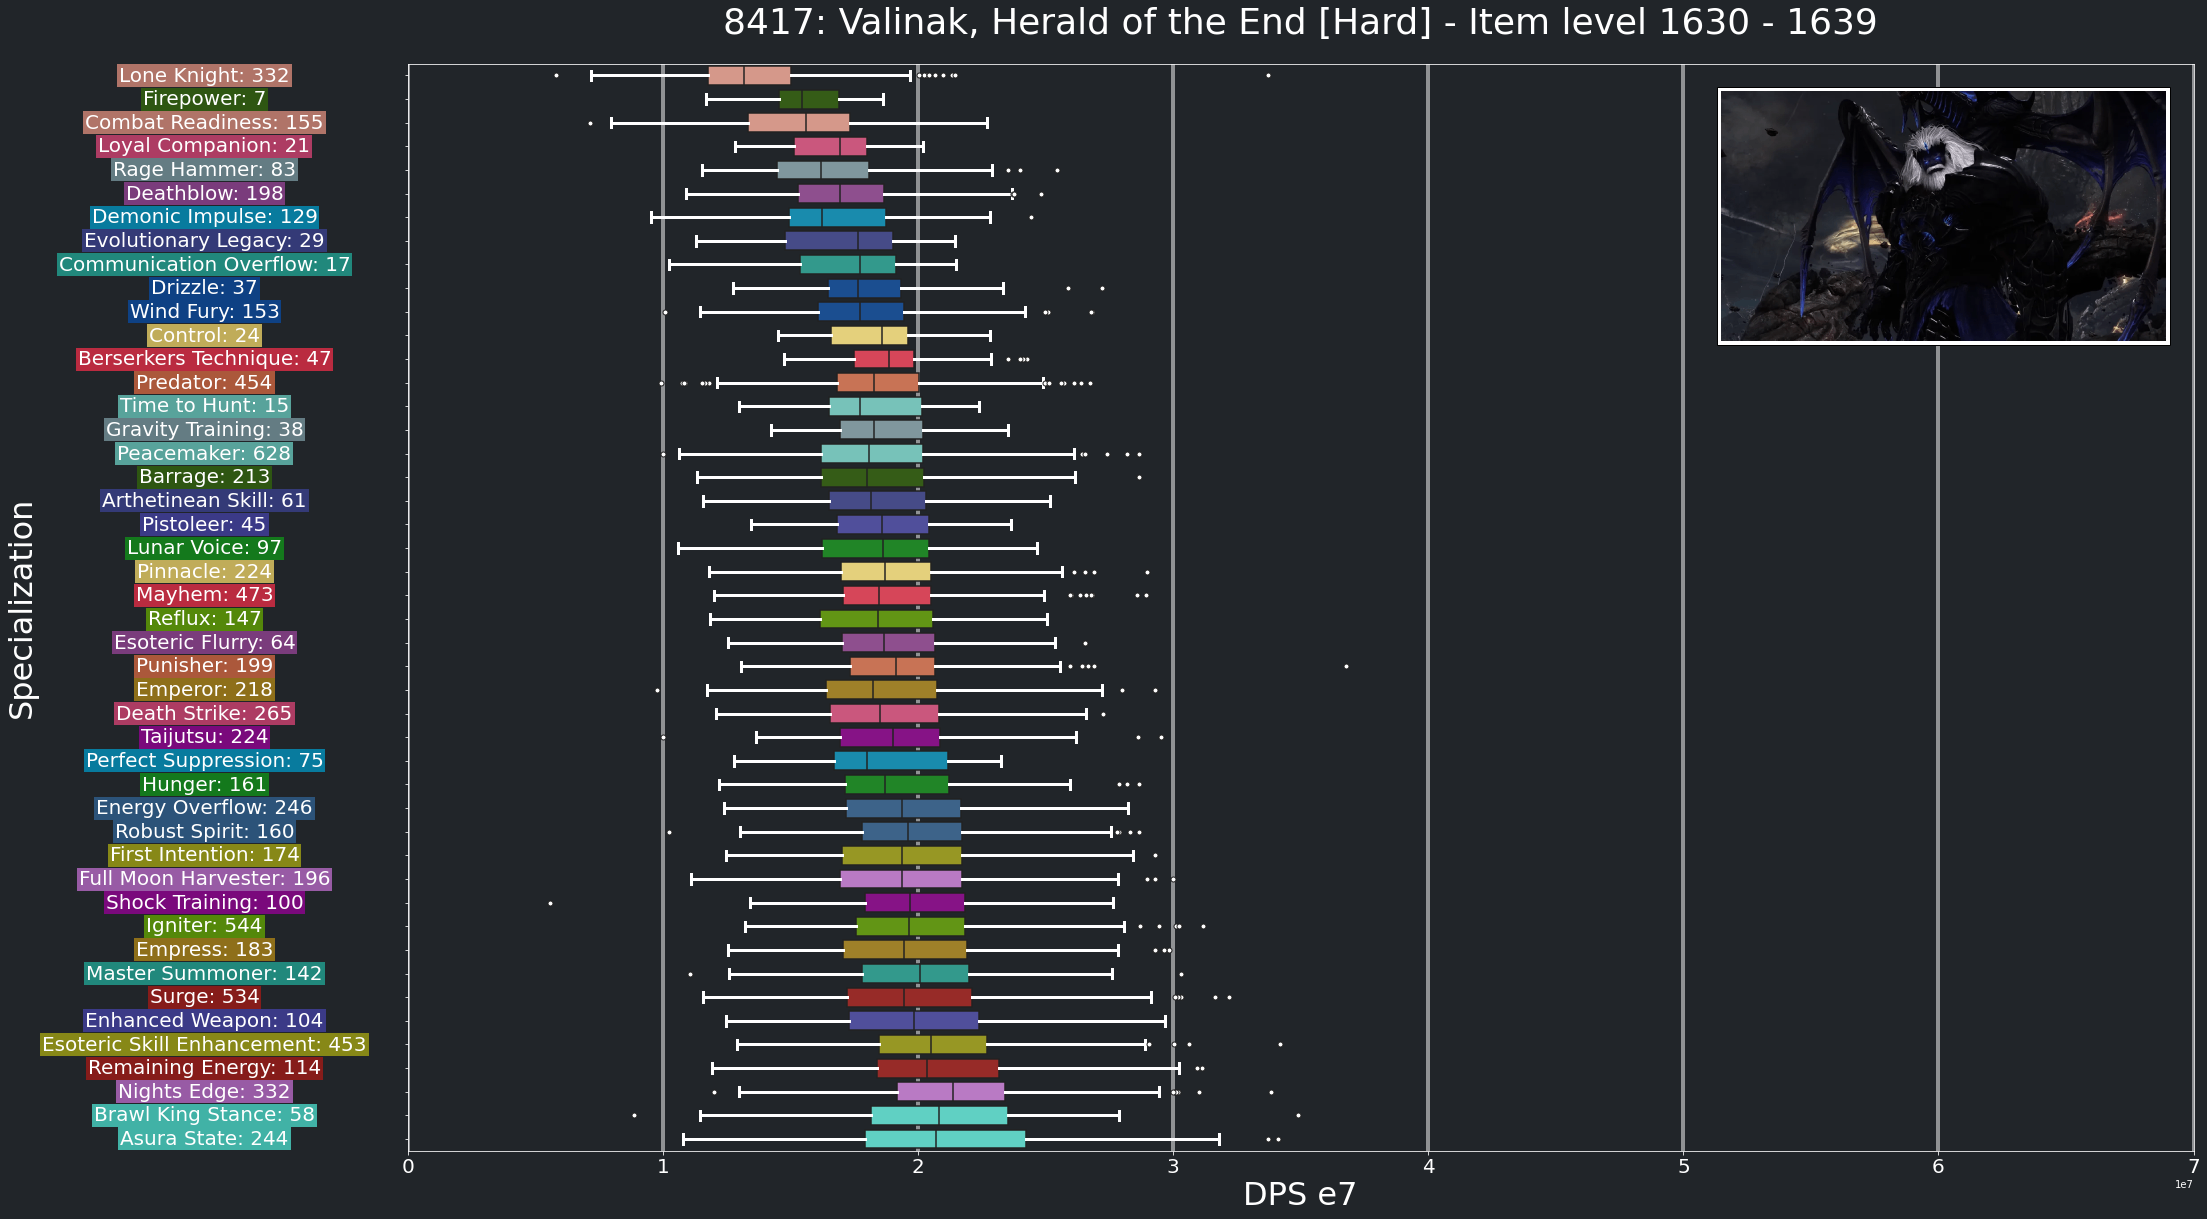 8417: Valinak, Herald of the End [Hard] - Item level 1630 - 1639
Specialization
Lone Knight: 332
Firepower: 7
Combat Readiness: 155
Loyal Companion: 21
Rage Hammer: 83
Deathblow: 198
Demonic Impulse: 129
Evolutionary Legacy: 29
Communication Overflow: 17
Drizzle: 37
Wind Fury: 153
Control: 24
Berserkers Technique: 47
Predator: 454
Time to Hunt: 15
Gravity Training: 38
Peacemaker: 628
Barrage: 213
Arthetinean Skill: 61
Pistoleer: 45
Lunar Voice: 97
Pinnacle: 224
Mayhem: 473
Reflux: 147
Esoteric Flurry: 64
Punisher: 199
Emperor: 218
Death Strike: 265
Taijutsu: 224
Perfect Suppression: 75
Hunger: 161
Energy Overflow: 246
Robust Spirit: 160
First Intention: 174
Full Moon Harvester: 196
Shock Training: 100
Igniter: 544
Empress: 183
Master Summoner: 142
Surge: 534
Enhanced Weapon: 104
Esoteric Skill Enhancement: 453
Remaining Energy: 114
Nights Edge: 332
Brawl King Stance: 58
Asura State: 244
0 1 2 3 4 5 6 7
1e7
DPS e7